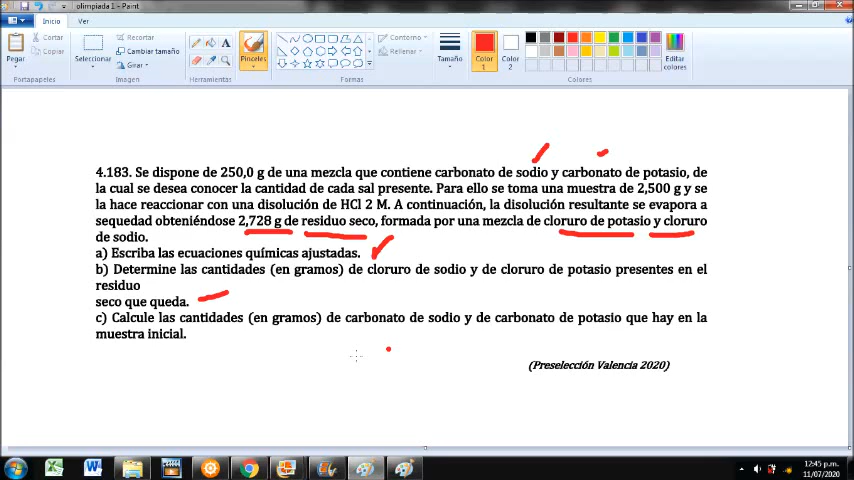 olimpiada 1 - Paint
Inicio
Ver
Pegar
Cortar
Copiar
Portapapeles
Seleccionar
Recortar
Cambiar tamaño
Girar
Imagen
A
Herramientas
Pinceles
Contorno
Rellenar
Formas
Tamaño
Color
1
Color
2
Editar
colores
Colores
4.183. Se dispone de 250,0 g de una mezcla que contiene carbonato de sodio y carbonato de potasio, de
la cual se desea conocer la cantidad de cada sal presente. Para ello se toma una muestra de 2,500 g y se
la hace reaccionar con una disolución de HCl 2 M. A continuación, la disolución resultante se evapora a
sequedad obteniéndose 2,728 g de residuo seco, formada por una mezcla de cloruro de potasio y cloruro
de sodio.
a) Escriba las ecuaciones químicas ajustadas.
b) Determine las cantidades (en gramos) de cloruro de sodio y de cloruro de potasio presentes en el
residuo
seco que queda.
c) Calcule las cantidades (en gramos) de carbonato de sodio y de carbonato de potasio que hay en la
muestra inicial.
(Preselección Valencia 2020)
12:45 p.m.
11/07/2020